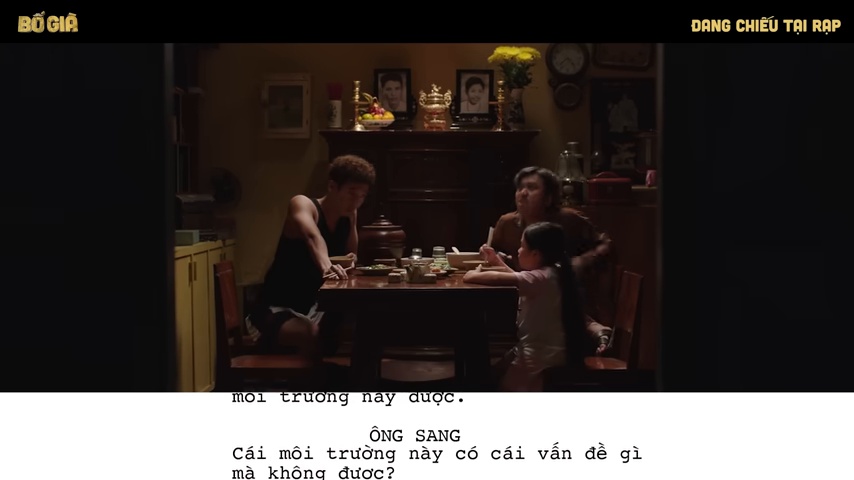 BỐ GIÀ
ĐANG CHIẾU TẠI RẠP
môi trường này được.
ÔNG SANG
Cái môi trường này có cái vấn đề gì
mà không được?